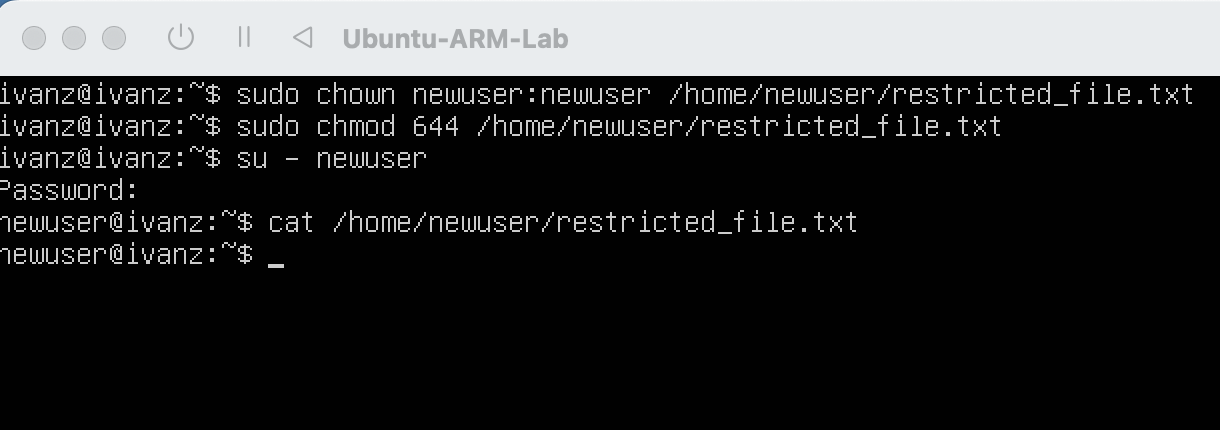 Ubuntu-ARM-Lab
ivanz@ivanz:~$ sudo chown newuser:newuser /home/newuser/restricted_file.txt
ivanz@ivanz:~$ sudo chmod 644 /home/newuser/restricted_file.txt
ivanz@ivanz:~$ su - newuser
Password:
newuser@ivanz:~$ cat /home/newuser/restricted_file.txt
newuser@ivanz:~$ _